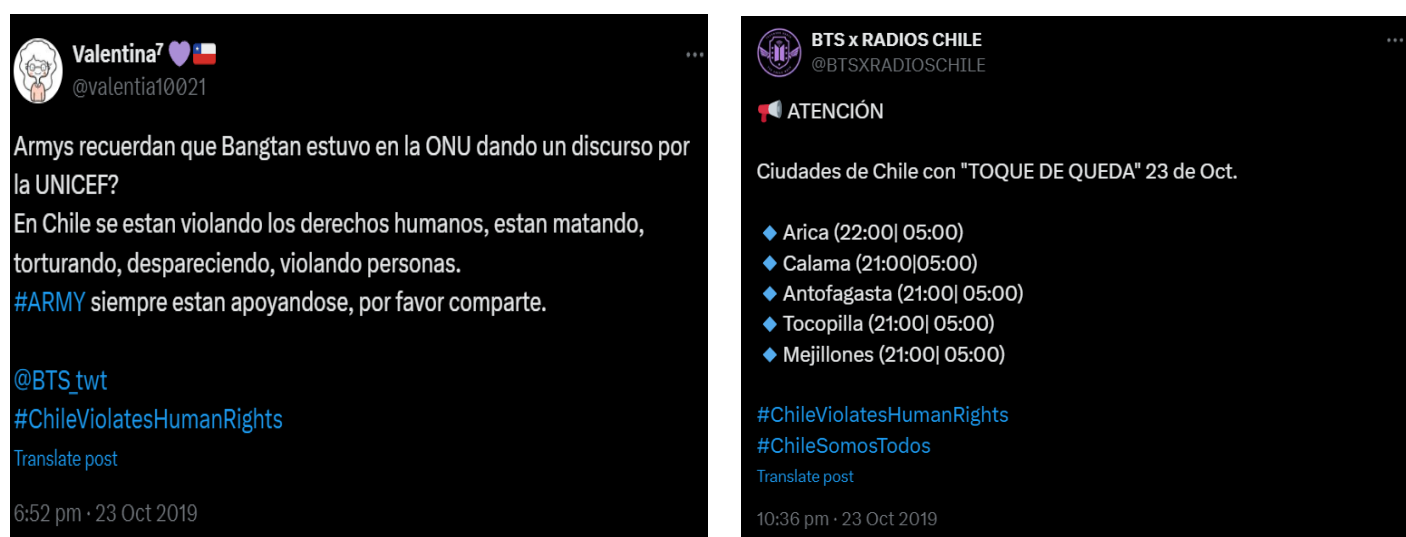 Valentina⁷ 💜🇨🇱
@valentia10021
Armys recuerdan que Bangtan estuvo en la ONU dando un discurso por
la UNICEF?
En Chile se estan violando los derechos humanos, estan matando,
torturando, despareciendo, violando personas.
#ARMY siempre estan apoyandose, por favor comparte.
@BTS_twt
#ChileViolatesHumanRights
Translate post
6:52 pm · 23 Oct 2019
BTS x RADIOS CHILE
@BTSXRADIOSCHILE
📢 ATENCIÓN
Ciudades de Chile con "TOQUE DE QUEDA" 23 de Oct.
🔹 Arica (22:00| 05:00)
🔹 Calama (21:00|05:00)
🔹 Antofagasta (21:00| 05:00)
🔹 Tocopilla (21:00| 05:00)
🔹 Mejillones (21:00| 05:00)
#ChileViolatesHumanRights
#ChileSomosTodos
Translate post
10:36 pm · 23 Oct 2019